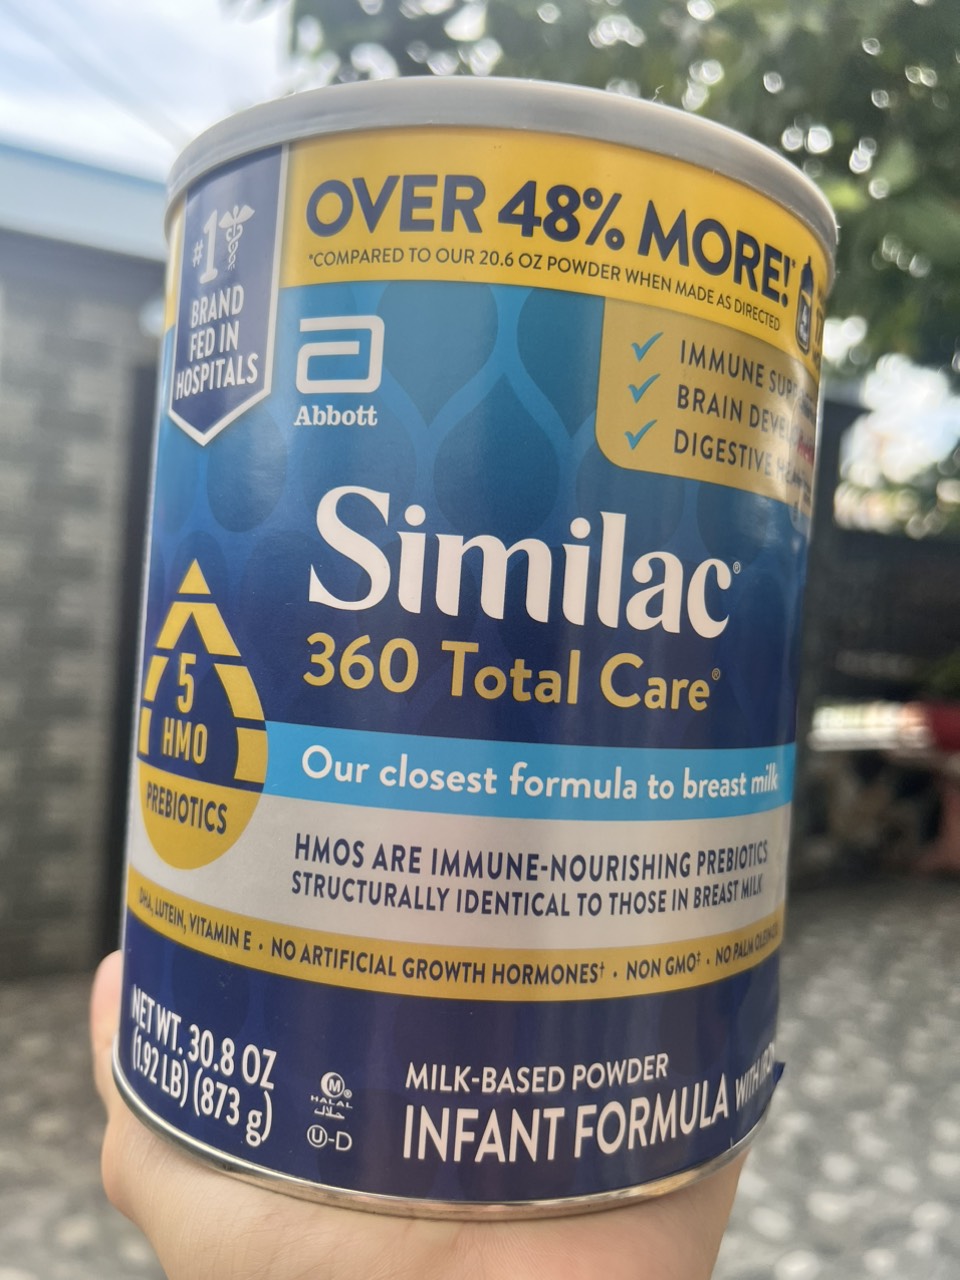 OVER 48% MORE!*
*COMPARED TO OUR 20.6 OZ POWDER WHEN MADE AS DIRECTED
#1
BRAND
FED IN
HOSPITALS
Abbott
IMMUNE
BRAIN
DIGESTIVE
Similac®
360 Total Care®
5
HMO
PREBIOTICS
Our closest formula to breast milk
HMOS ARE IMMUNE-NOURISHING PREBIOTICS
STRUCTURALLY IDENTICAL TO THOSE IN BREAST MILK
DHA, LUTEIN, VITAMIN E • NO ARTIFICIAL GROWTH HORMONES† • NON GMO‡ • NO PALM
NET WT. 30.8 OZ
(1.92 LB) (873 g)
M
HALAL
حلال
U-D
MILK-BASED POWDER
INFANT FORMULA WITH